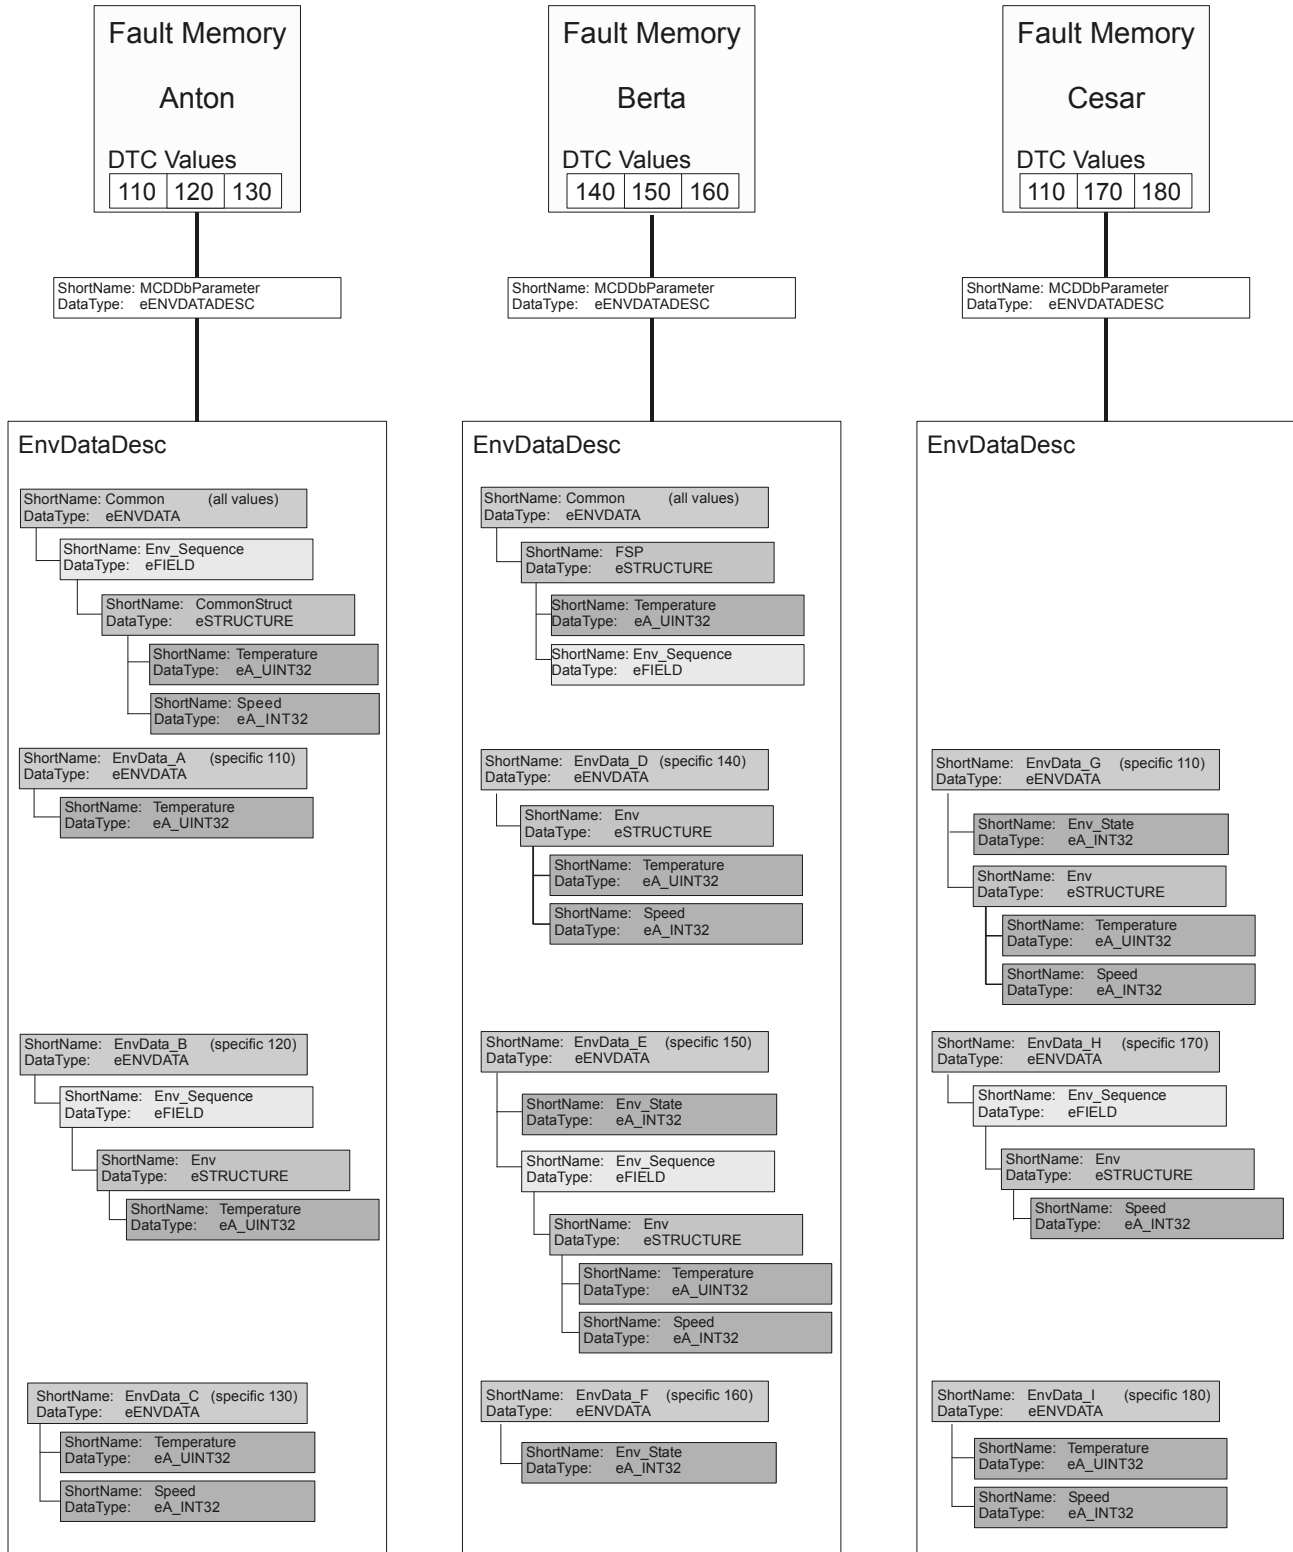 Fault Memory
Anton
DTC Values
110 120 130
ShortName: MCDDbParameter
DataType: eENVDATADESC
EnvDataDesc
ShortName: Common (all values)
DataType: eENVDATA
ShortName: Env_Sequence
DataType: eFIELD
ShortName: CommonStruct
DataType: eSTRUCTURE
ShortName: Temperature
DataType: eA_UINT32
ShortName: Speed
DataType: eA_INT32
ShortName: EnvData_A (specific 110)
DataType: eENVDATA
ShortName: Temperature
DataType: eA_UINT32
ShortName: EnvData_B (specific 120)
DataType: eENVDATA
ShortName: Env_Sequence
DataType: eFIELD
ShortName: Env
DataType: eSTRUCTURE
ShortName: Temperature
DataType: eA_UINT32
ShortName: EnvData_C (specific 130)
DataType: eENVDATA
ShortName: Temperature
DataType: eA_UINT32
ShortName: Speed
DataType: eA_INT32
Fault Memory
Berta
DTC Values
140 150 160
ShortName: MCDDbParameter
DataType: eENVDATADESC
EnvDataDesc
ShortName: Common (all values)
DataType: eENVDATA
ShortName: FSP
DataType: eSTRUCTURE
ShortName: Temperature
DataType: eA_UINT32
ShortName: Env_Sequence
DataType: eFIELD
ShortName: EnvData_D (specific 140)
DataType: eENVDATA
ShortName: Env
DataType: eSTRUCTURE
ShortName: Temperature
DataType: eA_UINT32
ShortName: Speed
DataType: eA_INT32
ShortName: EnvData_E (specific 150)
DataType: eENVDATA
ShortName: Env_State
DataType: eA_INT32
ShortName: Env_Sequence
DataType: eFIELD
ShortName: Env
DataType: eSTRUCTURE
ShortName: Temperature
DataType: eA_UINT32
ShortName: Speed
DataType: eA_INT32
ShortName: EnvData_F (specific 160)
DataType: eENVDATA
ShortName: Env_State
DataType: eA_INT32
Fault Memory
Cesar
DTC Values
110 170 180
ShortName: MCDDbParameter
DataType: eENVDATADESC
EnvDataDesc
ShortName: EnvData_G (specific 110)
DataType: eENVDATA
ShortName: Env_State
DataType: eA_INT32
ShortName: Env
DataType: eSTRUCTURE
ShortName: Temperature
DataType: eA_UINT32
ShortName: Speed
DataType: eA_INT32
ShortName: EnvData_H (specific 170)
DataType: eENVDATA
ShortName: Env_Sequence
DataType: eFIELD
ShortName: Env
DataType: eSTRUCTURE
ShortName: Speed
DataType: eA_INT32
ShortName: EnvData_I (specific 180)
DataType: eENVDATA
ShortName: Temperature
DataType: eA_UINT32
ShortName: Speed
DataType: eA_INT32